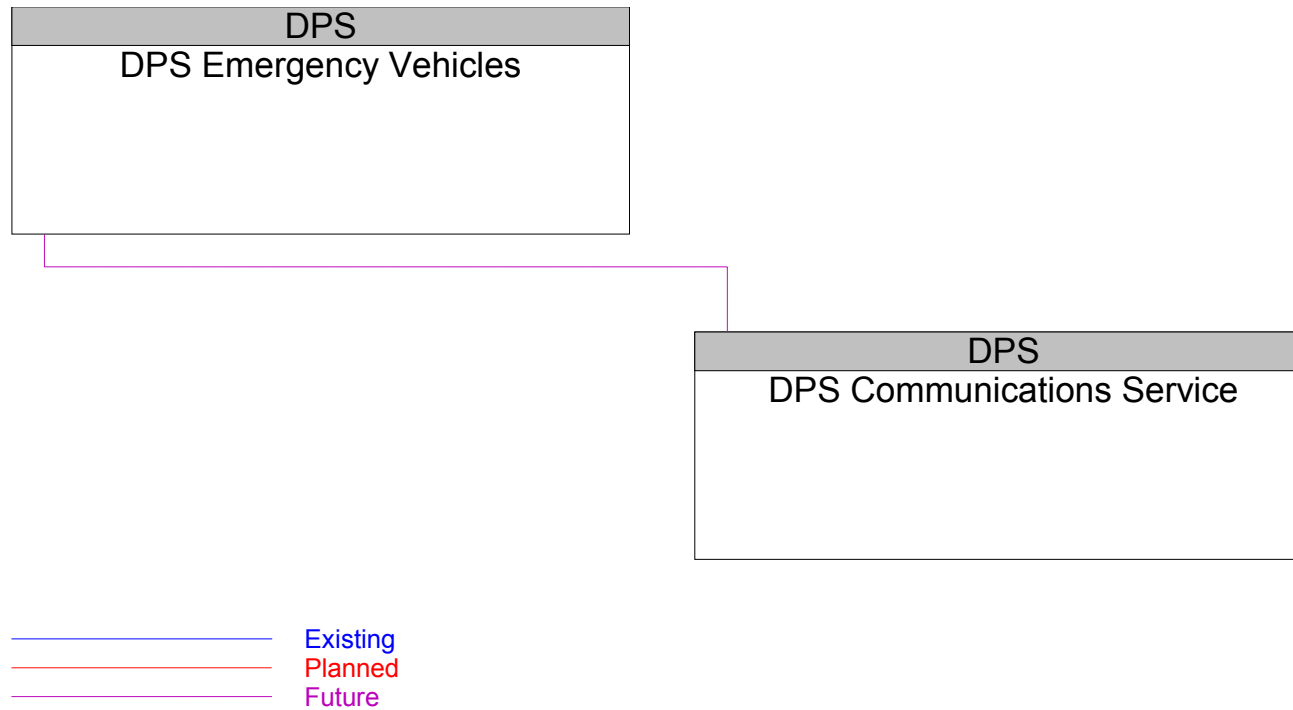 DPS
DPS Emergency Vehicles
DPS
DPS Communications Service
Existing
Planned
Future